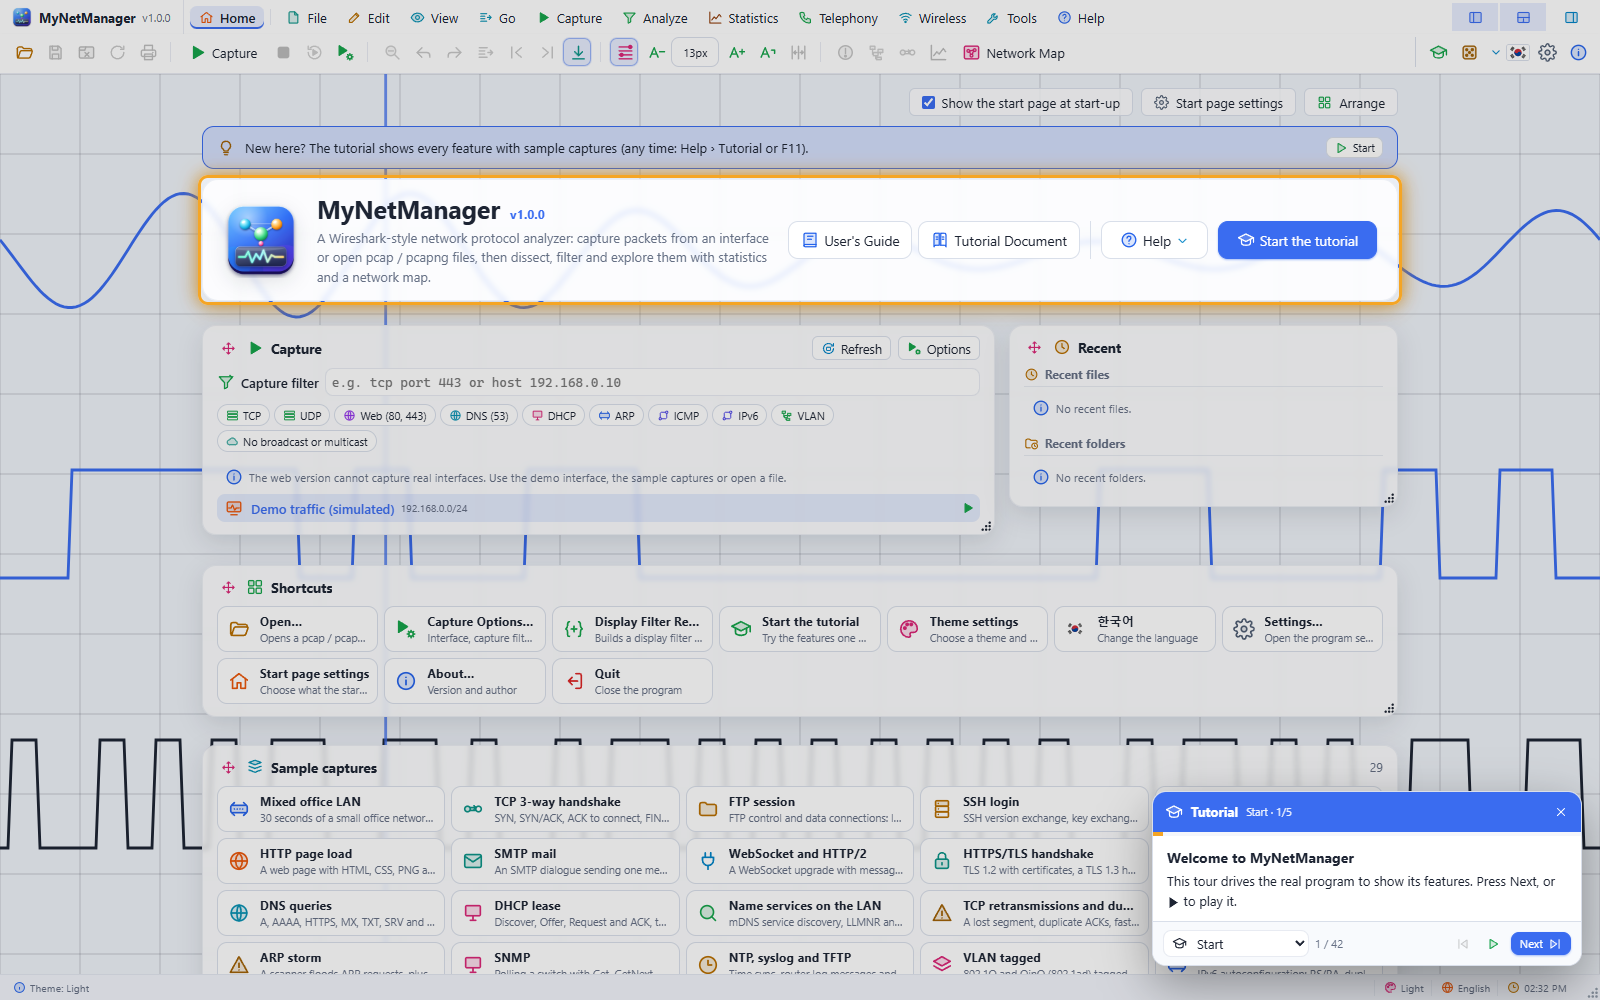 MyNetManager v1.0.0
Home File Edit View Go Capture Analyze Statistics Telephony Wireless Tools Help
Capture A- 13px A+ Network Map
Show the start page at start-up Start page settings Arrange
New here? The tutorial shows every feature with sample captures (any time: Help › Tutorial or F11). Start
MyNetManager v1.0.0
A Wireshark-style network protocol analyzer: capture packets from an interface
or open pcap / pcapng files, then dissect, filter and explore them with statistics
and a network map.
User's Guide Tutorial Document Help Start the tutorial
Capture Refresh Options
Capture filter e.g. tcp port 443 or host 192.168.0.10
TCP UDP Web (80, 443) DNS (53) DHCP ARP ICMP IPv6 VLAN
No broadcast or multicast
The web version cannot capture real interfaces. Use the demo interface, the sample captures or open a file.
Demo traffic (simulated) 192.168.0.0/24
Recent
Recent files
No recent files.
Recent folders
No recent folders.
Shortcuts
Open... Capture Options... Display Filter Re... Start the tutorial Theme settings 한국어 Settings...
Opens a pcap / pcap... Interface, capture filt... Builds a display filter ... Try the features one ... Choose a theme and ... Change the language Open the program se...
Start page settings About... Quit
Choose what the star... Version and author Close the program
Sample captures 29
Mixed office LAN TCP 3-way handshake FTP session SSH login
30 seconds of a small office networ... SYN, SYN/ACK, ACK to connect, FIN... FTP control and data connections: l... SSH version exchange, key exchang...
HTTP page load SMTP mail WebSocket and HTTP/2 HTTPS/TLS handshake
A web page with HTML, CSS, PNG a... An SMTP dialogue sending one me... A WebSocket upgrade with messag... TLS 1.2 with certificates, a TLS 1.3 h...
DNS queries DHCP lease Name services on the LAN TCP retransmissions and du...
A, AAAA, HTTPS, MX, TXT, SRV and ... Discover, Offer, Request and ACK, t... mDNS service discovery, LLMNR an... A lost segment, duplicate ACKs, fast...
ARP storm SNMP NTP, syslog and TFTP VLAN tagged
Tutorial Start · 1/5
Welcome to MyNetManager
This tour drives the real program to show its features. Press Next, or
▶ to play it.
Start 1 / 42 Next
Theme: Light Light English 02:32 PM